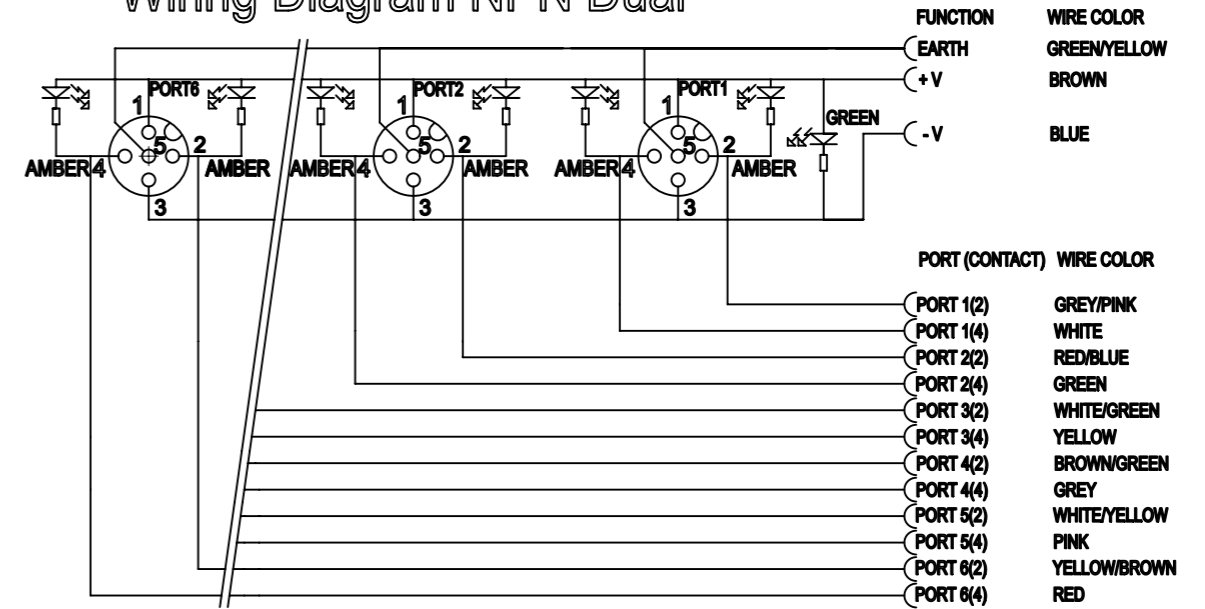 Wiring Diagram NPN Dual
FUNCTION WIRE COLOR
EARTH GREEN/YELLOW
+ V BROWN
- V BLUE
PORT6 PORT2 PORT1
GREEN
1 1 1
5 2 5 2 5 2
AMBER 4 AMBER AMBER 4 AMBER AMBER 4 AMBER
3 3 3
PORT (CONTACT) WIRE COLOR
PORT 1(2) GREY/PINK
PORT 1(4) WHITE
PORT 2(2) RED/BLUE
PORT 2(4) GREEN
PORT 3(2) WHITE/GREEN
PORT 3(4) YELLOW
PORT 4(2) BROWN/GREEN
PORT 4(4) GREY
PORT 5(2) WHITE/YELLOW
PORT 5(4) PINK
PORT 6(2) YELLOW/BROWN
PORT 6(4) RED